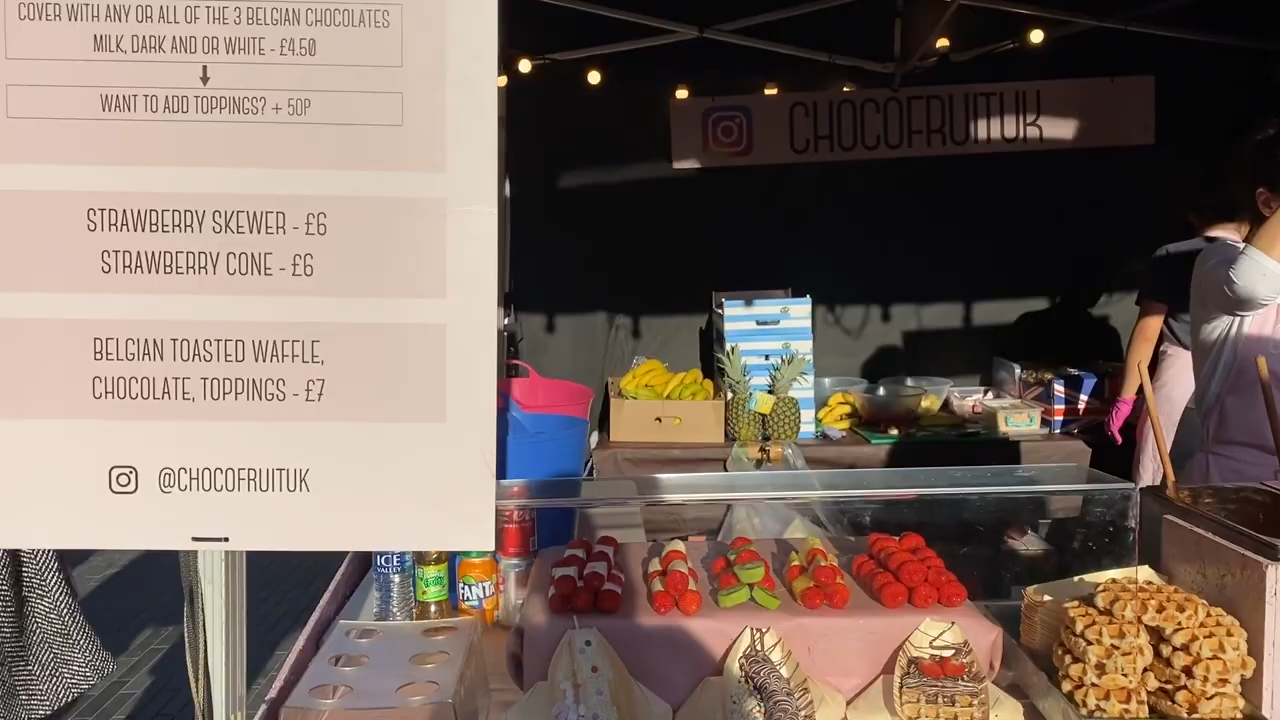 COVER WITH ANY OR ALL OF THE 3 BELGIAN CHOCOLATES
MILK, DARK AND OR WHITE - £4.50
WANT TO ADD TOPPINGS? + 50P
STRAWBERRY SKEWER - £6
STRAWBERRY CONE - £6
BELGIAN TOASTED WAFFLE,
CHOCOLATE, TOPPINGS - £7
@CHOCOFRUITUK
CHOCOFRUITUK
ICE
VALLEY
FANTA